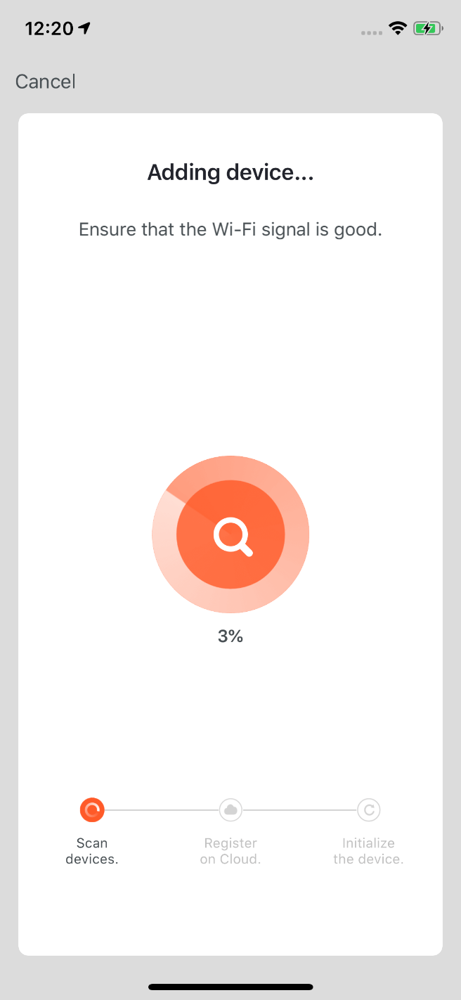 12:20
Cancel
Adding device...
Ensure that the Wi-Fi signal is good.
3%
Scan
devices.
Register
on Cloud.
Initialize
the device.